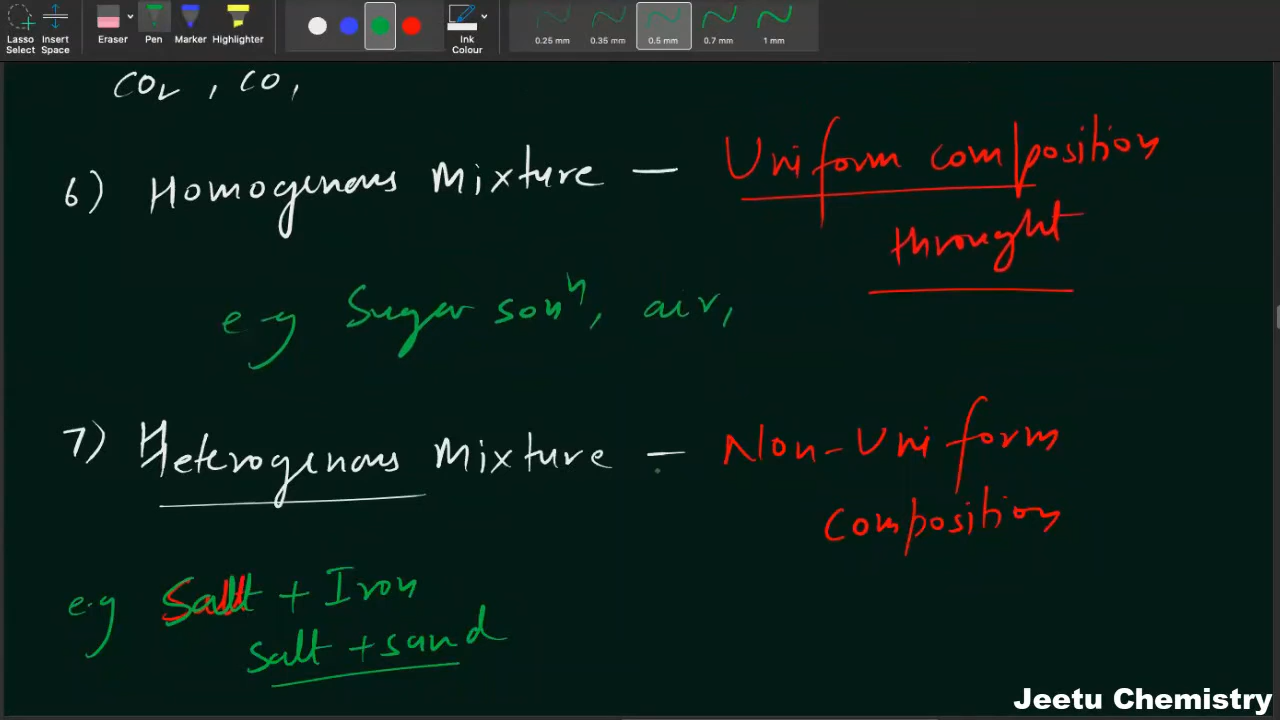 Lasso Select
Insert Space
Eraser
Pen
Marker
Highlighter
Ink Colour
0.25 mm
0.35 mm
0.5 mm
0.7 mm
1 mm
CO2, CO,
6) Homogenous Mixture — Uniform composition
throught
e.g Sugar soln, air,
7) Heterogenous Mixture — Non-Uniform
composition
e.g Salt + Iron
Salt + sand
Jeetu Chemistry